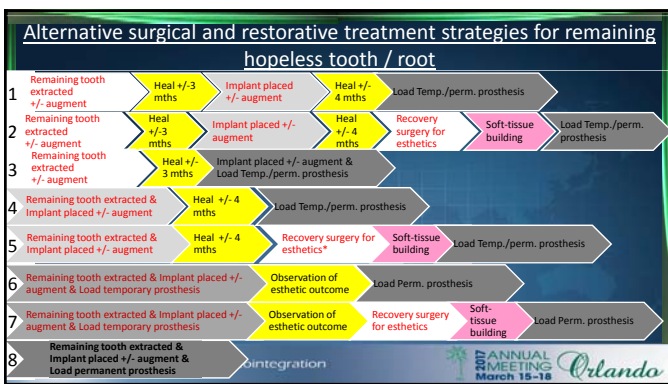 Alternative surgical and restorative treatment strategies for remaining
hopeless tooth / root
1
Remaining tooth
extracted
+/- augment
Heal +/-3
mths
Implant placed
+/- augment
Heal +/-
4 mths
Load Temp./perm. prosthesis
2
Remaining tooth
extracted
+/- augment
Heal
+/-3
mths
Implant placed +/-
augment
Heal
+/- 4
mths
Recovery
surgery for
esthetics
Soft-tissue
building
Load Temp./perm.
prosthesis
3
Remaining tooth
extracted
+/- augment
Heal +/-
3 mths
Implant placed +/- augment &
Load Temp./perm. prosthesis
4
Remaining tooth extracted &
Implant placed +/- augment
Heal +/- 4
mths
Load Temp./perm. prosthesis
5
Remaining tooth extracted &
Implant placed +/- augment
Heal +/- 4
mths
Recovery surgery for
esthetics*
Soft-tissue
building
Load Temp./perm. prosthesis
6
Remaining tooth extracted & Implant placed +/-
augment & Load temporary prosthesis
Observation of
esthetic outcome
Load Perm. prosthesis
7
Remaining tooth extracted & Implant placed +/-
augment & Load temporary prosthesis
Observation of
esthetic outcome
Recovery surgery
for esthetics
Soft-
tissue
building
Load Perm. prosthesis
8
Remaining tooth extracted &
Implant placed +/- augment &
Load permanent prosthesis
ointegration
2017 ANNUAL
MEETING
March 15-18
Orlando